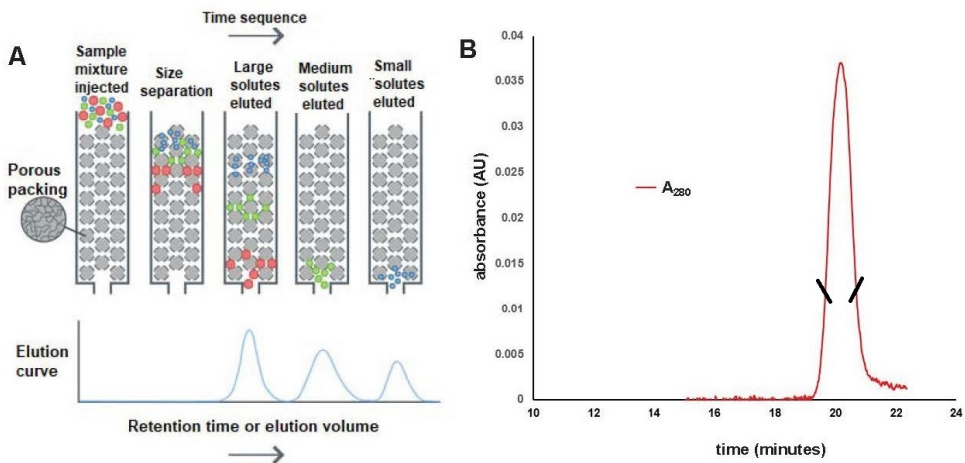 A
Time sequence
Sample
mixture
injected
Size
separation
Large
solutes
eluted
Medium
solutes
eluted
Small
¨solutes
eluted
Porous
packing
Elution
curve
Retention time or elution volume
B
absorbance (AU)
0.04
0.035
0.03
0.025
0.02
0.015
0.01
0.005
0
A280
10
12
14
16
18
20
22
24
time (minutes)